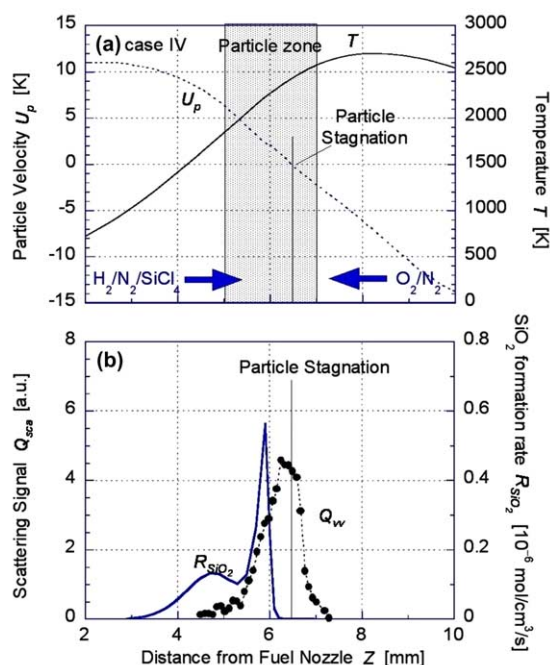 (a) case IV
Particle zone
T
U_p
Particle
Stagnation
Particle Velocity U_p [K]
15
10
5
0
-5
-10
-15
3000
2500
2000
1500
1000
500
0
Temperature T [K]
H2/N2/SiCl4
O2/N2
(b)
Particle Stagnation
R_SiO2
Q_vv
Scattering Signal Q_sca [a.u.]
8
6
4
2
0
0.8
0.6
0.4
0.2
0
SiO2 formation rate R_SiO2 [10^-6 mol/cm^3/s]
2 4 6 8 10
Distance from Fuel Nozzle Z [mm]